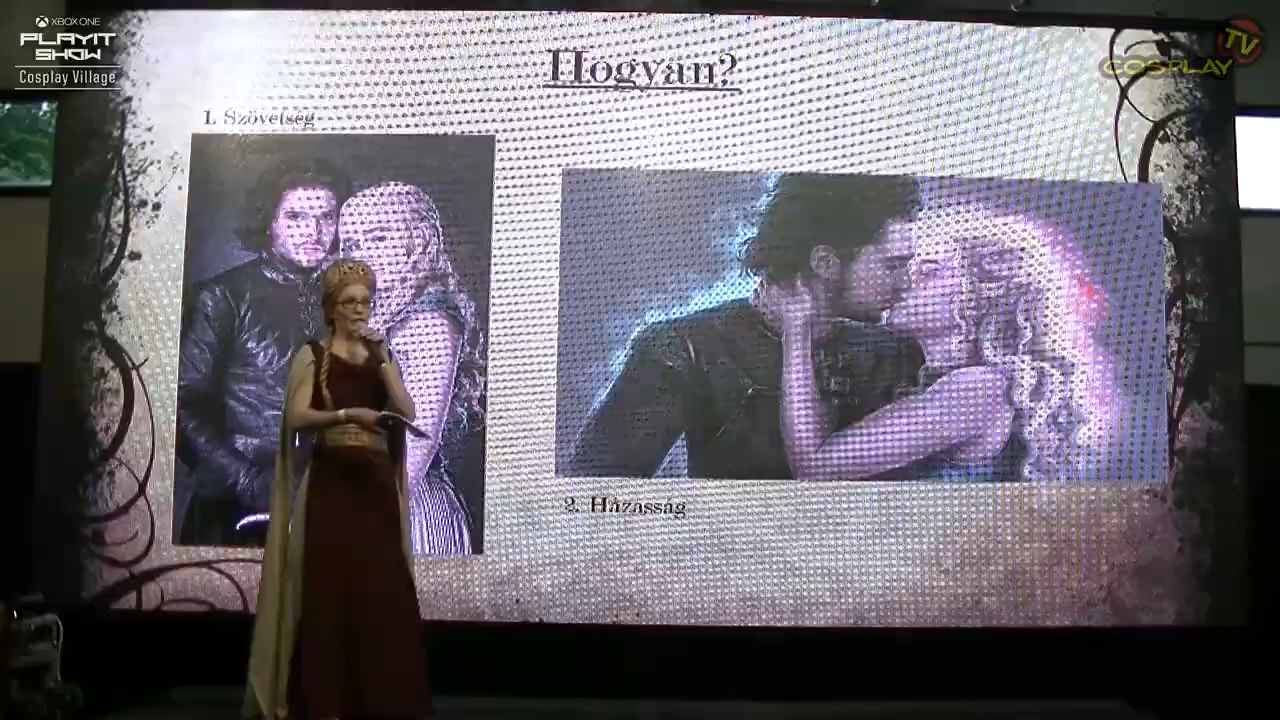 XBOX ONE
PLAYIT
SHOW
Cosplay Village
TV
COSPLAY
Hogyan?
1. Szövetség
2. Házasság